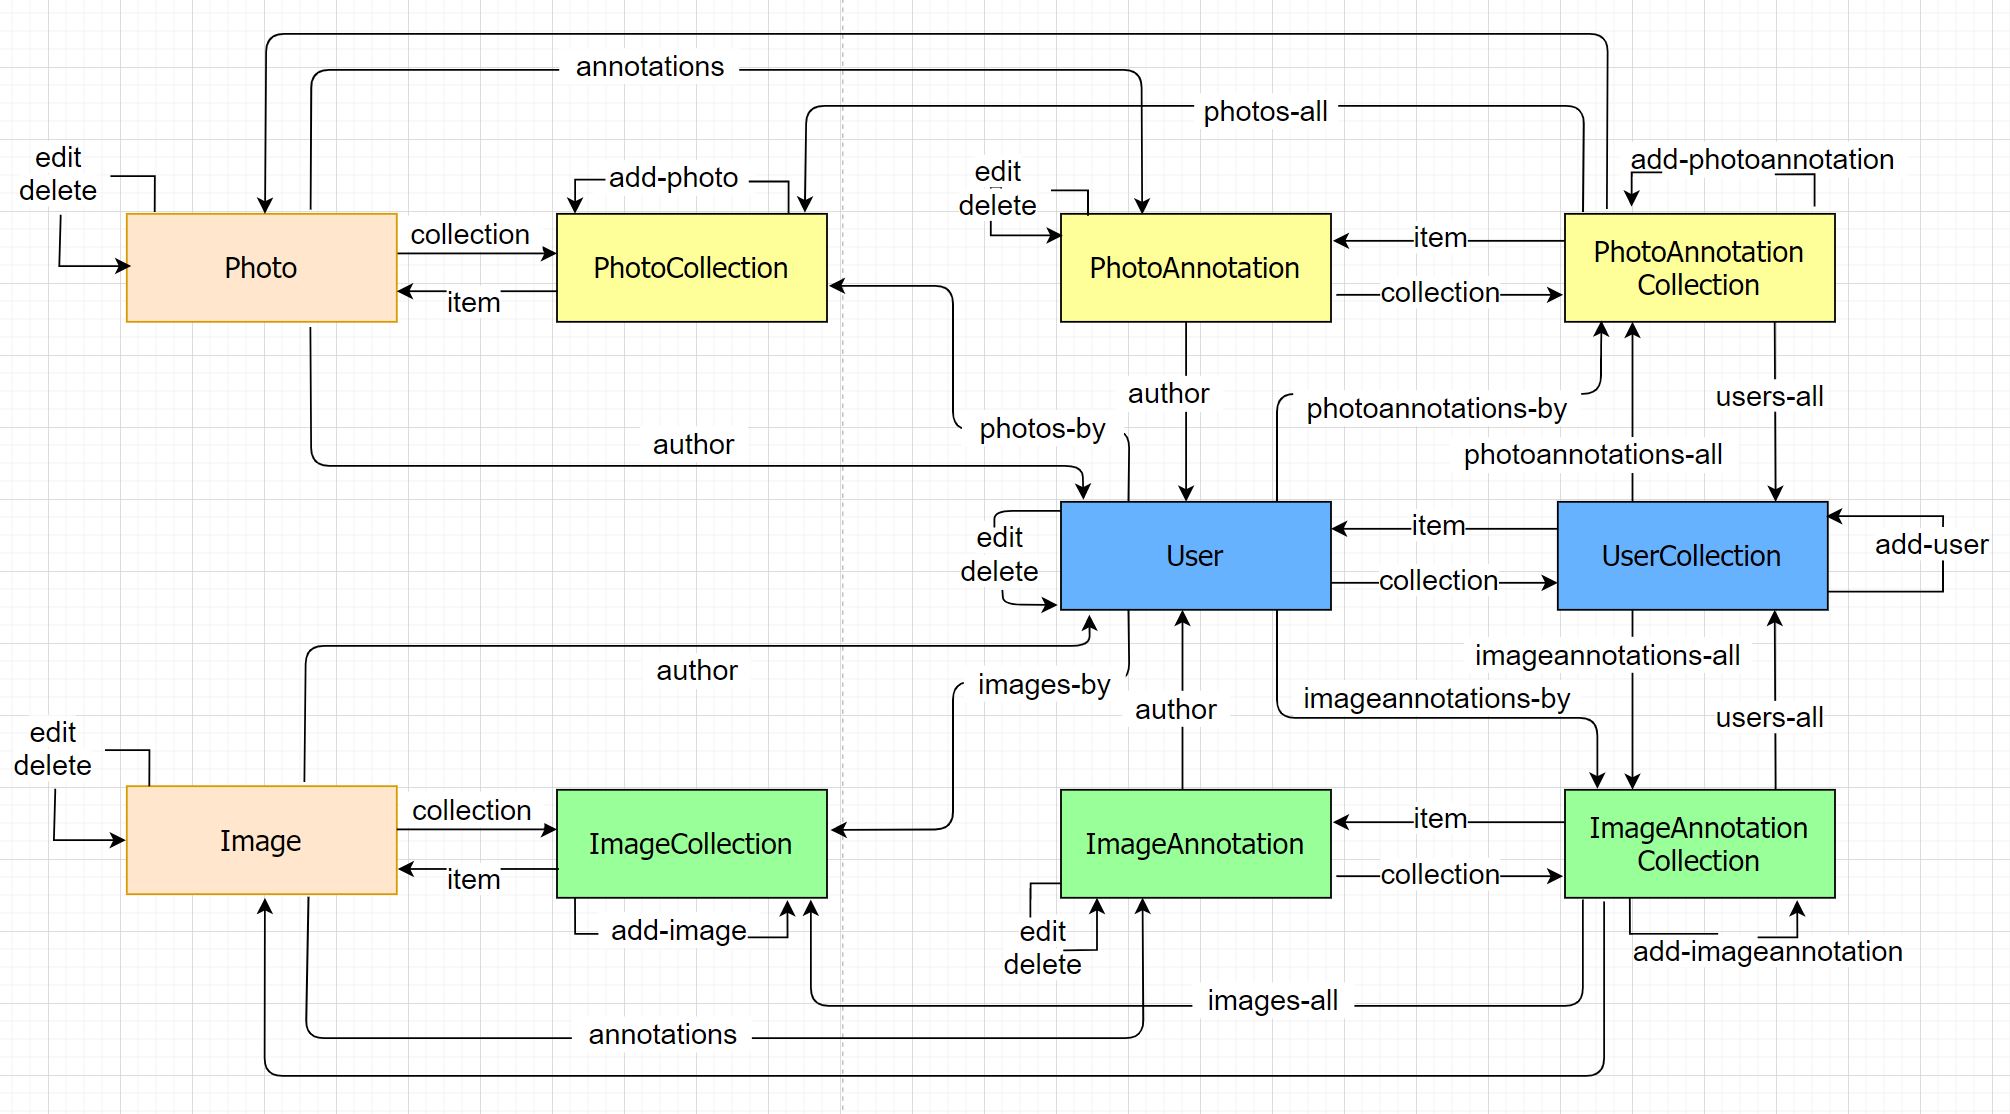 annotations
photos-all
edit
delete
add-photo
edit
delete
add-photoannotation
collection
item
Photo
PhotoCollection
PhotoAnnotation
item
collection
PhotoAnnotation
Collection
author
photos-by
author
photoannotations-by
photoannotations-all
users-all
edit
delete
User
item
collection
UserCollection
add-user
author
images-by
author
imageannotations-all
imageannotations-by
users-all
edit
delete
Image
collection
item
ImageCollection
ImageAnnotation
item
collection
ImageAnnotation
Collection
add-image
edit
delete
add-imageannotation
images-all
annotations